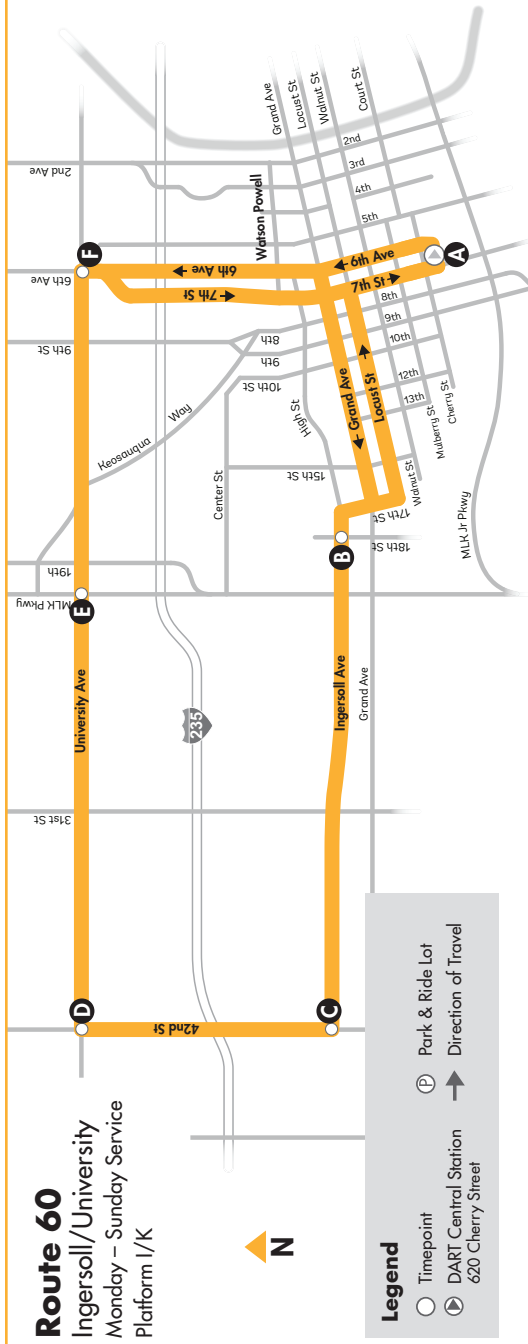 Route 60
Ingersoll/University
Monday – Sunday Service
Platform I/K
N
Legend
Timepoint
DART Central Station
620 Cherry Street
P Park & Ride Lot
Direction of Travel
D
University Ave
E
F
42nd St
C
Ingersoll Ave
B
A
31st St
235
Grand Ave
MLK Pkwy
19th
Keosauqua Way
9th St
6th Ave
2nd Ave
Center St
15th St
18th St
17th St
High St
10th St
9th
8th
7th St
6th Ave
Watson Powell
Grand Ave
Locust St
Walnut St
Court St
2nd
3rd
4th
5th
6th Ave
7th St
8th
9th
10th
12th
13th
Grand Ave
Locust St
Walnut St
Mulberry St
Cherry St
MLK Jr Pkwy